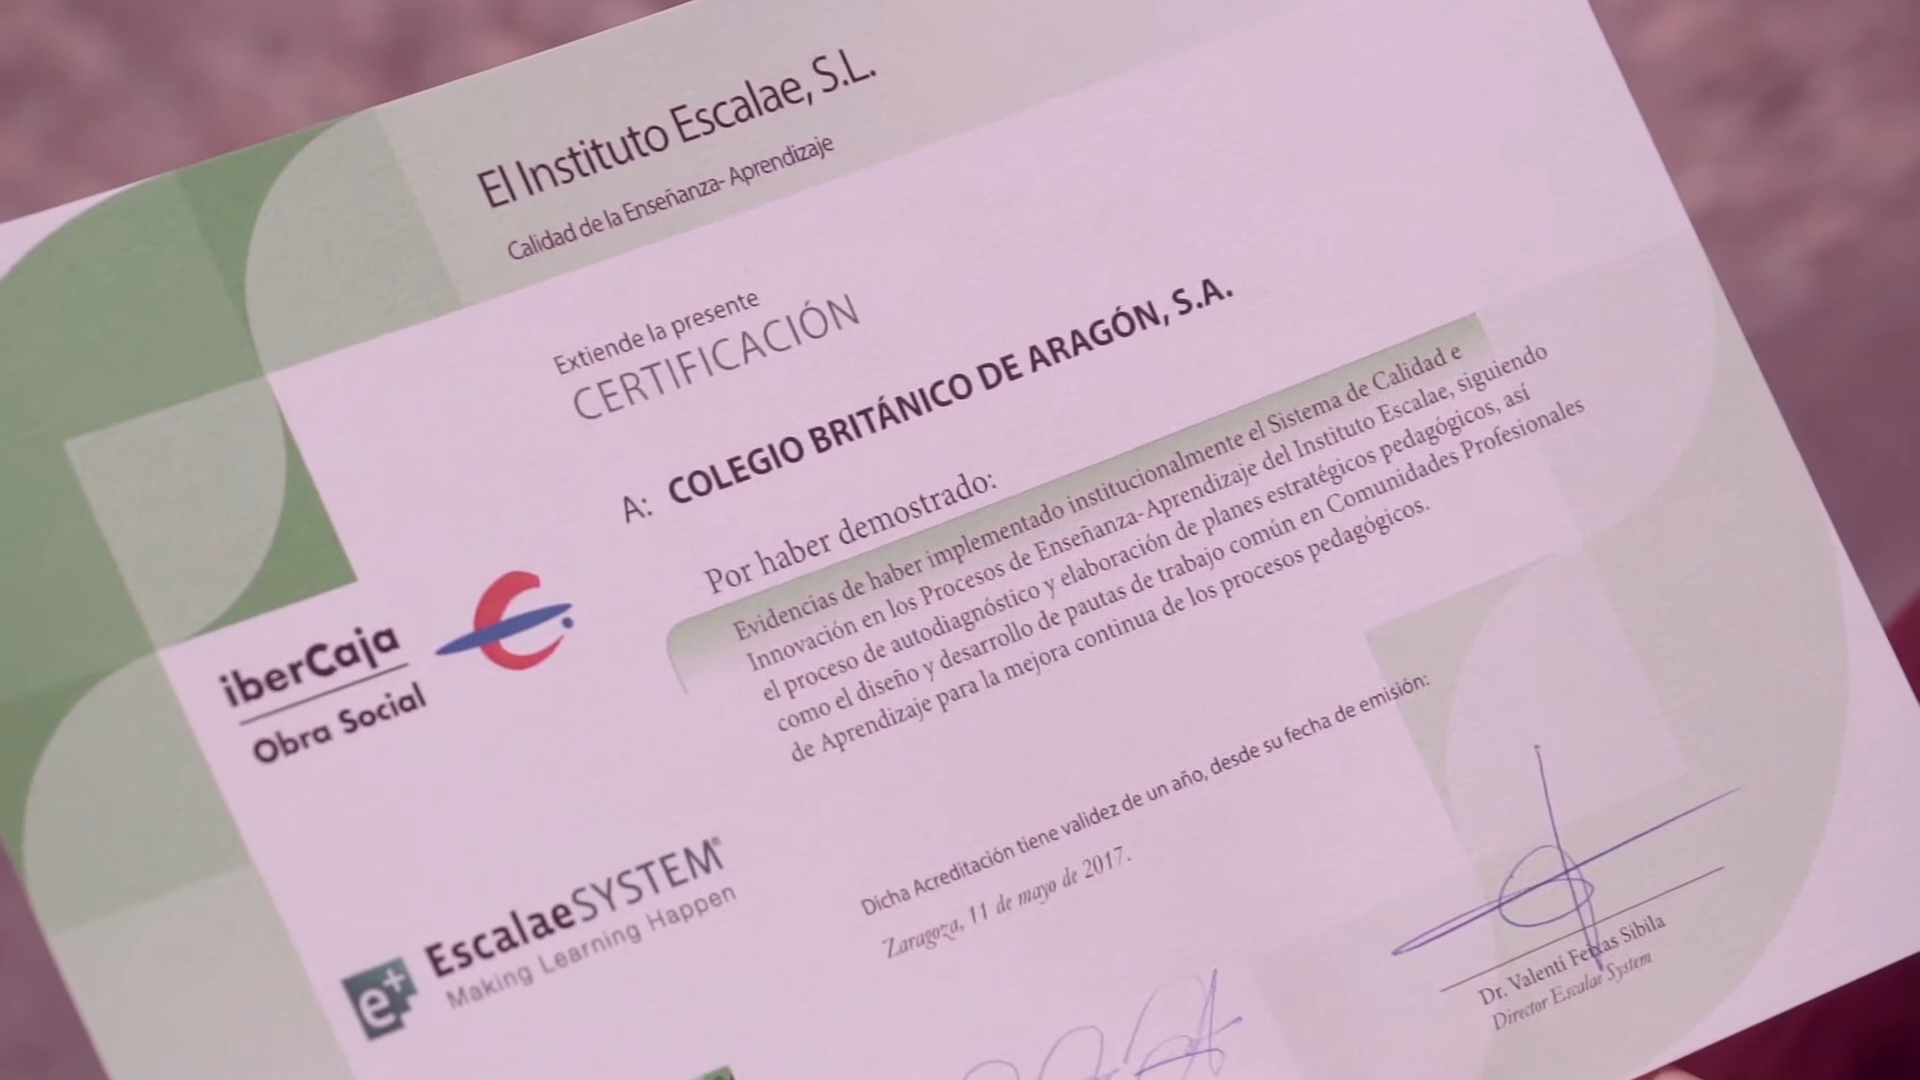 El Instituto Escalae, S.L.
Calidad de la Enseñanza- Aprendizaje
Extiende la presente
CERTIFICACIÓN
A: COLEGIO BRITÁNICO DE ARAGÓN, S.A.
Por haber demostrado:
Evidencias de haber implementado institucionalmente el Sistema de Calidad e
Innovación en los Procesos de Enseñanza-Aprendizaje del Instituto Escalae, siguiendo
el proceso de autodiagnóstico y elaboración de planes estratégicos pedagógicos, así
como el diseño y desarrollo de pautas de trabajo común en Comunidades Profesionales
de Aprendizaje para la mejora continua de los procesos pedagógicos.
iberCaja
Obra Social
Dicha Acreditación tiene validez de un año, desde su fecha de emisión:
Zaragoza, 11 de mayo de 2017.
EscalaeSYSTEM®
Making Learning Happen
e+
Dr. Valentí Feixas Sibila
Director Escalae System